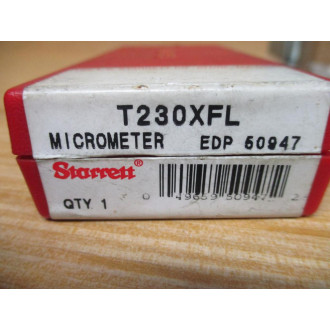 T230XFL
MICROMETER EDP 50947
Starrett®
QTY 1